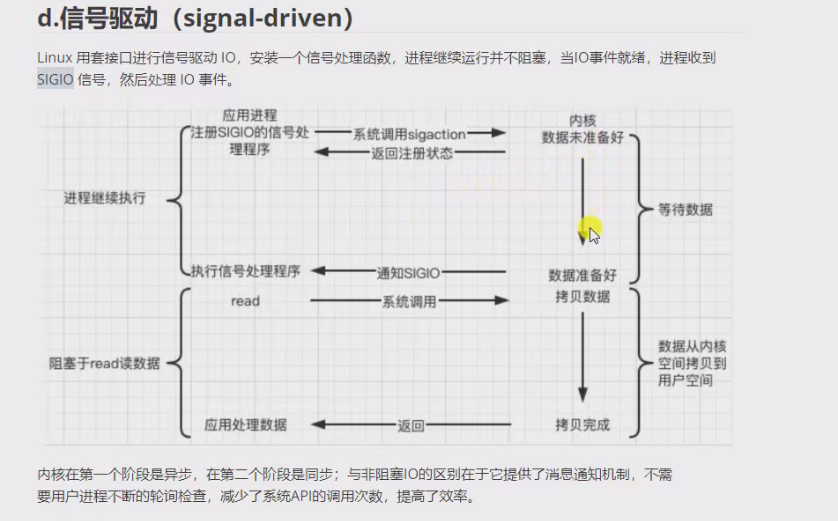 d.信号驱动（signal-driven）
Linux 用套接口进行信号驱动 IO，安装一个信号处理函数，进程继续运行并不阻塞，当IO事件就绪，进程收到
SIGIO 信号，然后处理 IO 事件。
应用进程
注册SIGIO的信号处
理程序
系统调用sigaction
返回注册状态
内核
数据未准备好
进程继续执行
等待数据
执行信号处理程序
通知SIGIO
数据准备好
read
系统调用
拷贝数据
阻塞于read读数据
数据从内核
空间拷贝到
用户空间
应用处理数据
返回
拷贝完成
内核在第一个阶段是异步，在第二个阶段是同步；与非阻塞IO的区别在于它提供了消息通知机制，不需
要用户进程不断的轮询检查，减少了系统API的调用次数，提高了效率。